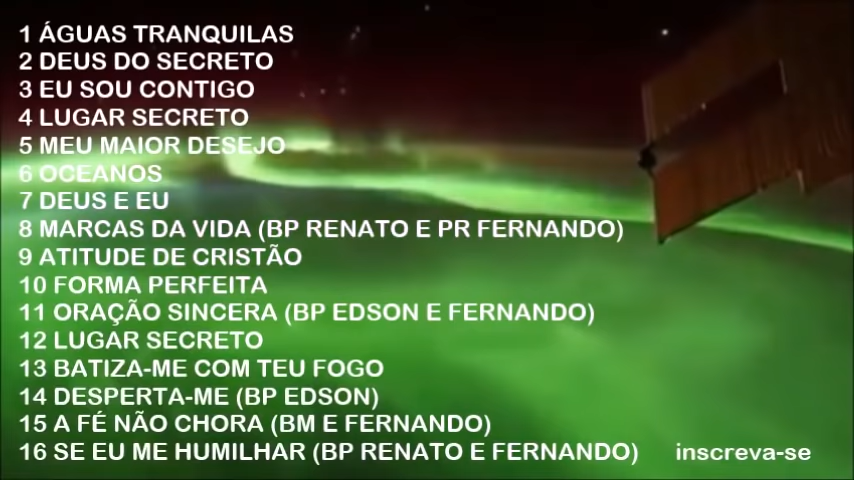 1 ÁGUAS TRANQUILAS
2 DEUS DO SECRETO
3 EU SOU CONTIGO
4 LUGAR SECRETO
5 MEU MAIOR DESEJO
6 OCEANOS
7 DEUS E EU
8 MARCAS DA VIDA (BP RENATO E PR FERNANDO)
9 ATITUDE DE CRISTÃO
10 FORMA PERFEITA
11 ORAÇÃO SINCERA (BP EDSON E FERNANDO)
12 LUGAR SECRETO
13 BATIZA-ME COM TEU FOGO
14 DESPERTA-ME (BP EDSON)
15 A FÉ NÃO CHORA (BM E FERNANDO)
16 SE EU ME HUMILHAR (BP RENATO E FERNANDO) inscreva-se